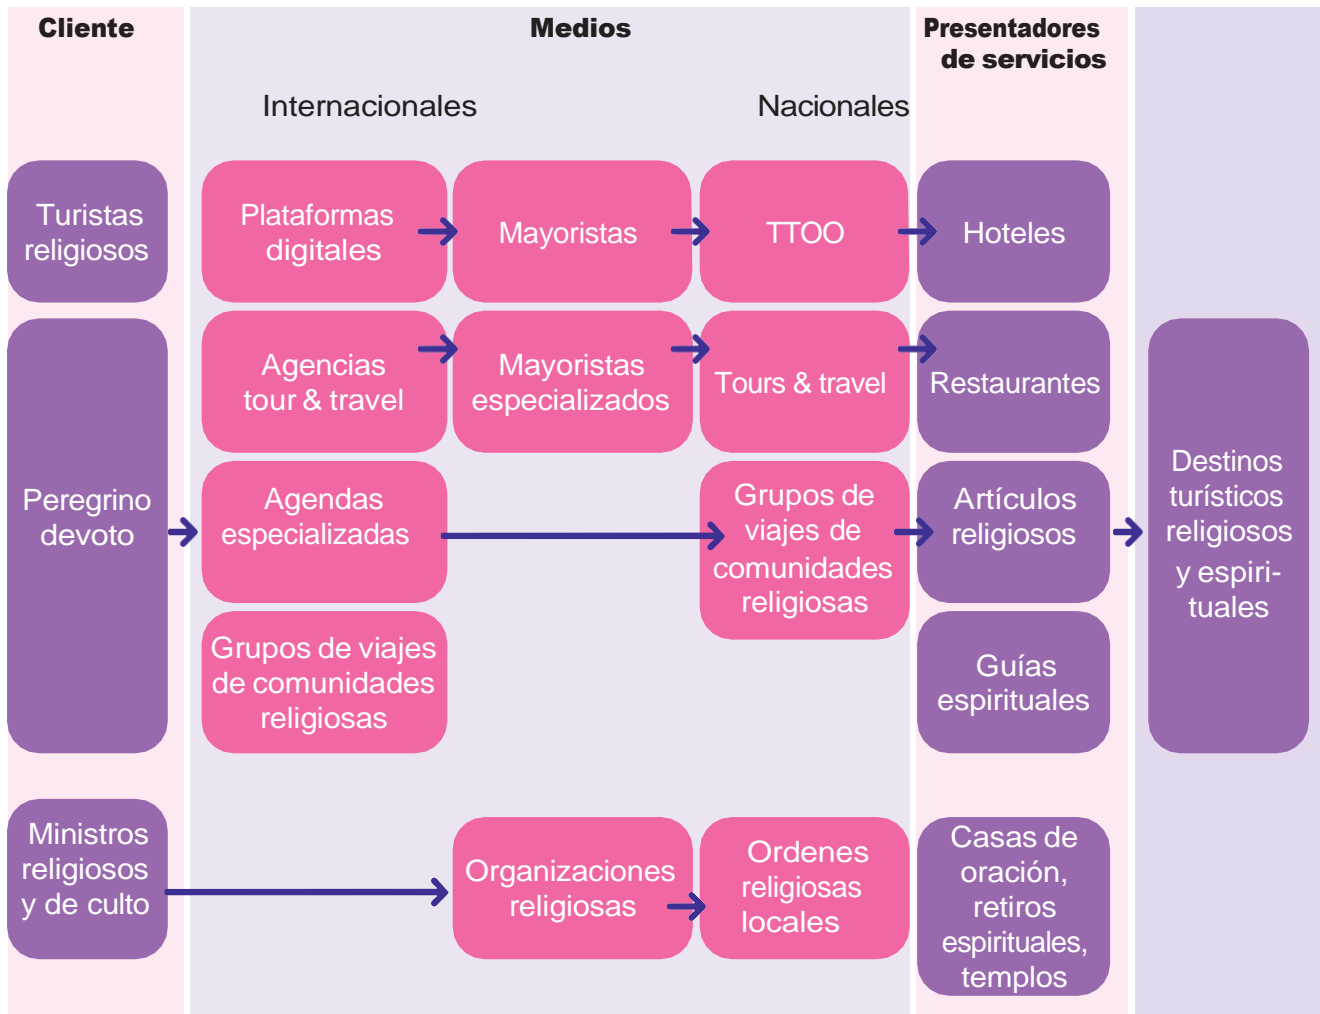 Cliente
Medios
Presentadores
de servicios
Internacionales
Nacionales
Turistas
religiosos
Plataformas
digitales
Mayoristas
TTOO
Hoteles
Agencias
tour & travel
Mayoristas
especializados
Tours & travel
Restaurantes
Peregrino
devoto
Agendas
especializadas
Grupos de
viajes de
comunidades
religiosas
Artículos
religiosos
Destinos
turísticos
religiosos
y espiri-
tuales
Grupos de viajes
de comunidades
religiosas
Guías
espirituales
Ministros
religiosos
y de culto
Organizaciones
religiosas
Ordenes
religiosas
locales
Casas de
oración,
retiros
espirituales,
templos